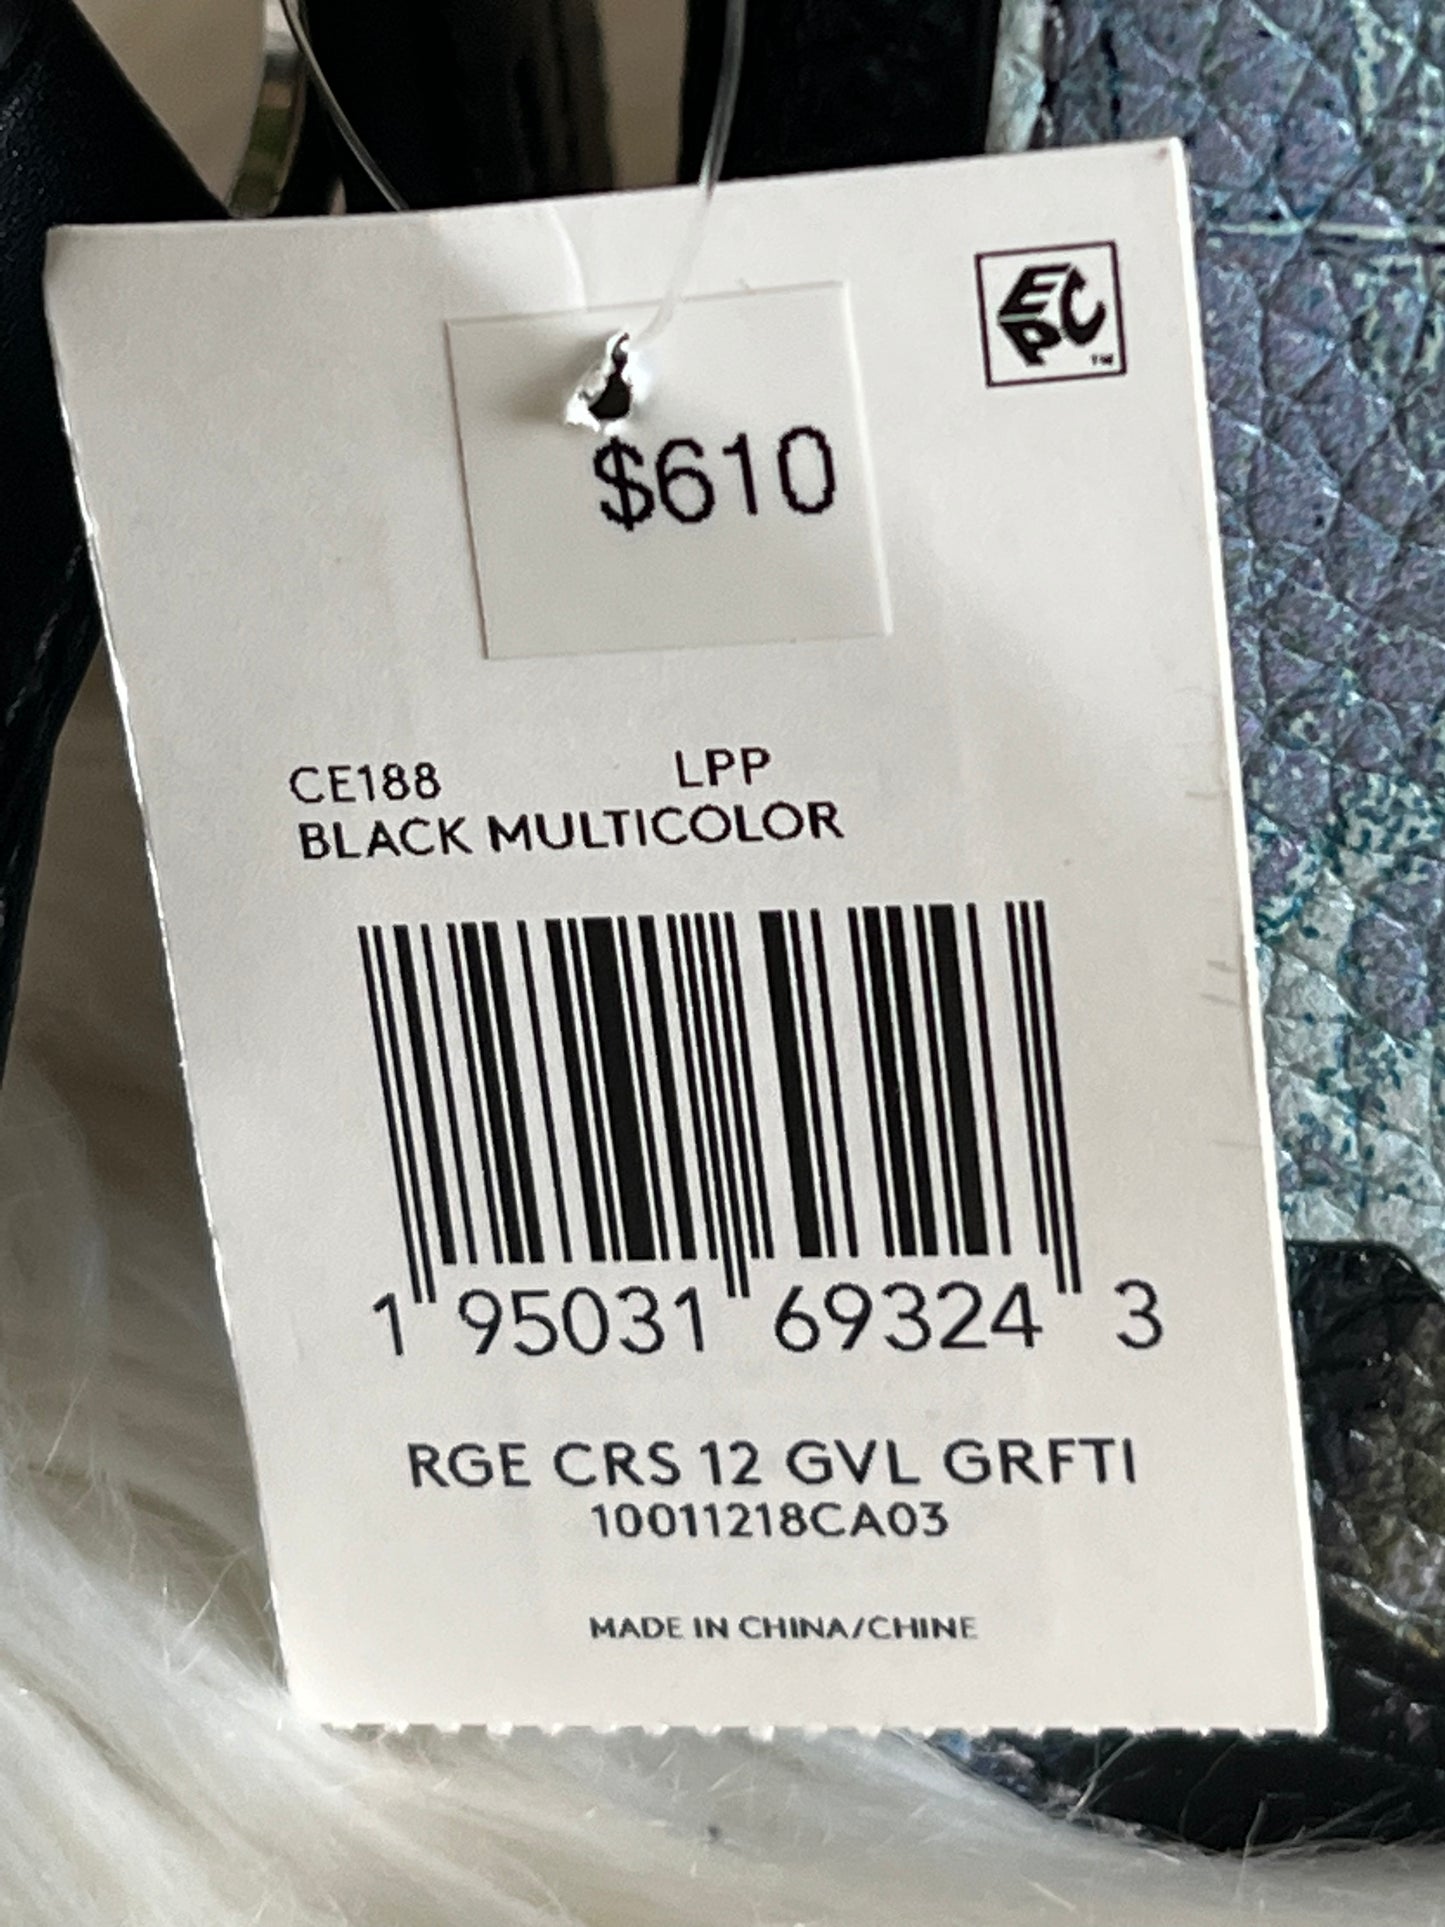 EPC™
$610
CE188 LPP
BLACK MULTICOLOR
1 95031 69324 3
RGE CRS 12 GVL GRFTI
10011218CA03
MADE IN CHINA/CHINE